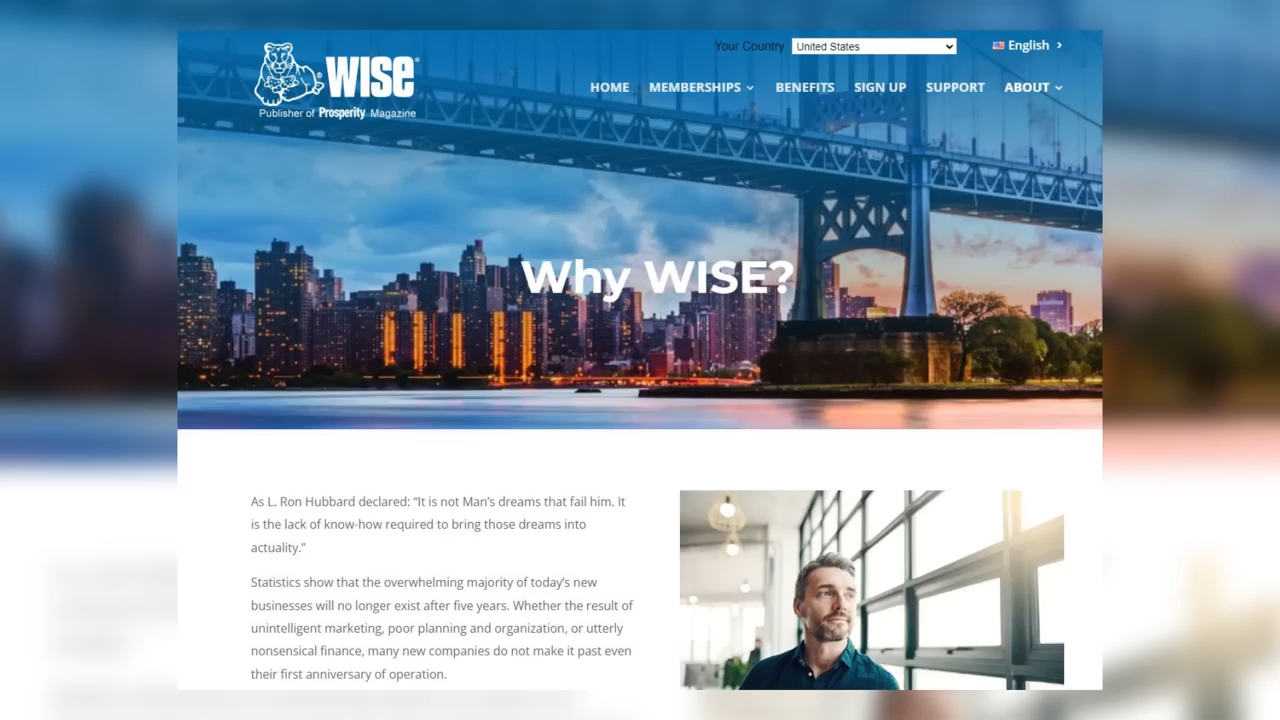 Your Country United States English
WISE®
Publisher of Prosperity Magazine
HOME MEMBERSHIPS BENEFITS SIGN UP SUPPORT ABOUT
Why WISE?
As L. Ron Hubbard declared: “It is not Man’s dreams that fail him. It
is the lack of know-how required to bring those dreams into
actuality.”
Statistics show that the overwhelming majority of today’s new
businesses will no longer exist after five years. Whether the result of
unintelligent marketing, poor planning and organization, or utterly
nonsensical finance, many new companies do not make it past even
their first anniversary of operation.